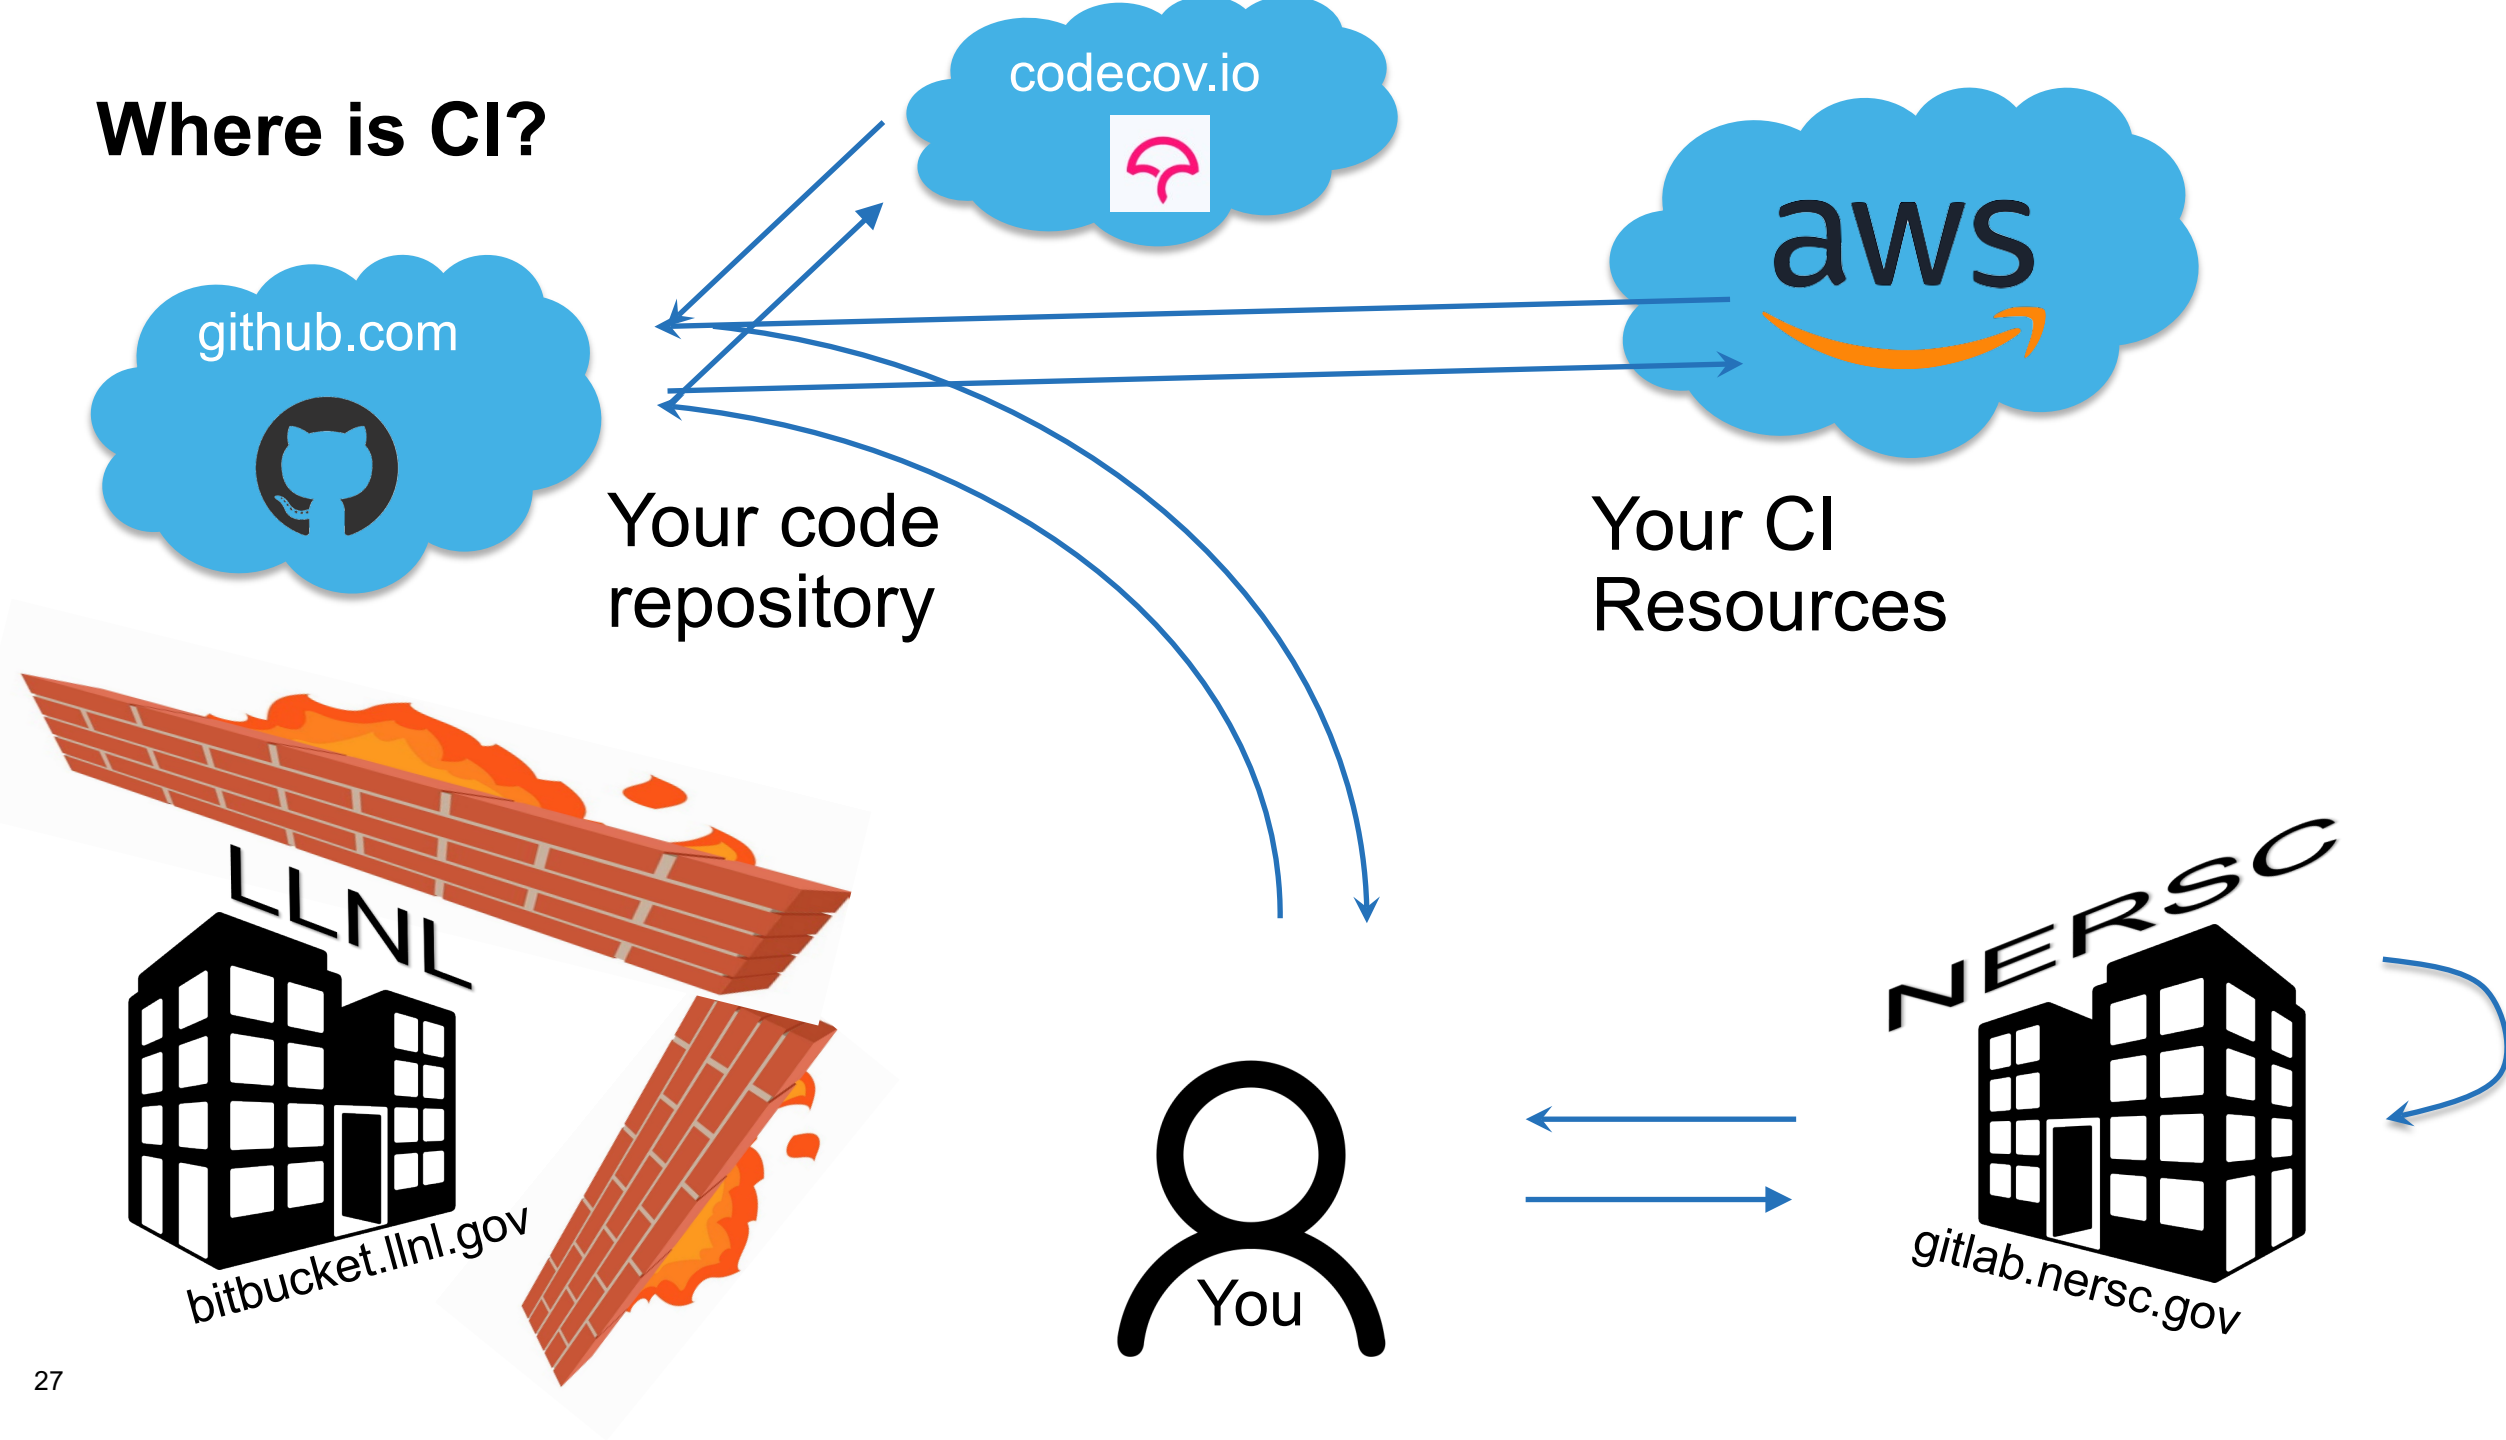 codecov.io
Where is CI?
aws
github.com
Your code
repository
Your CI
Resources
LLNL
NERSC
bitbucket.llnl.gov
You
gitlab.nersc.gov
27